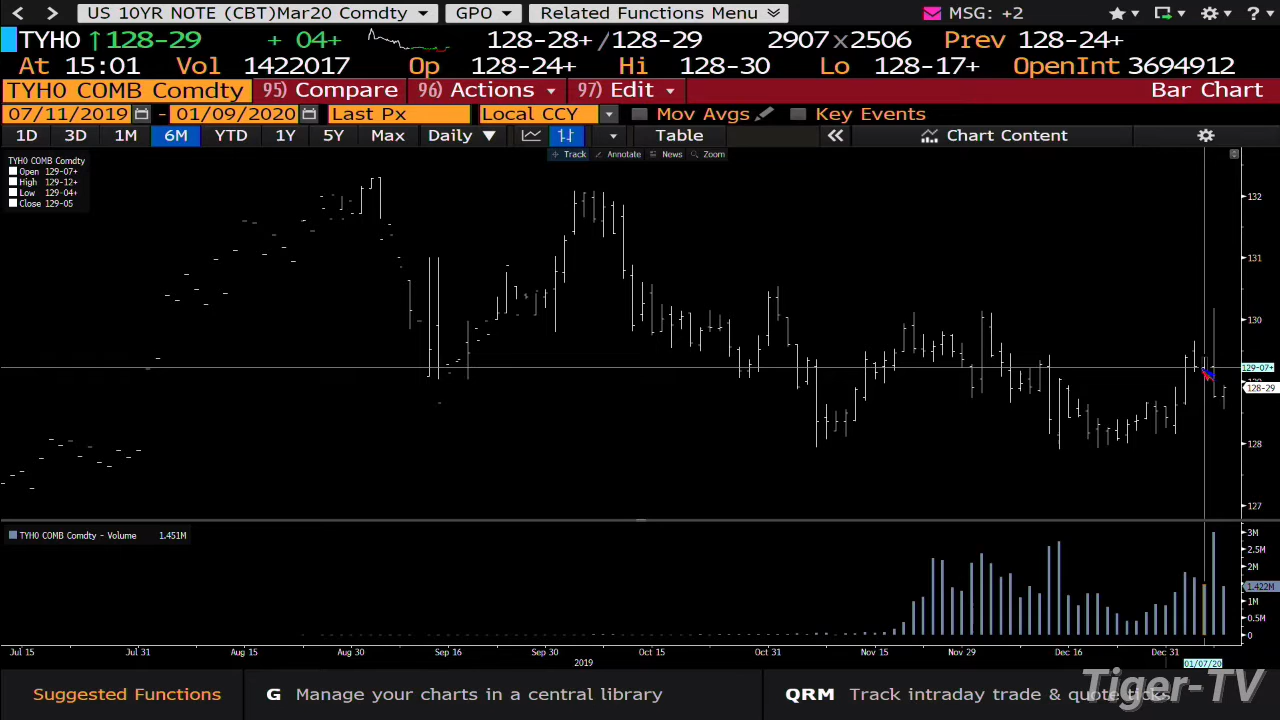 US 10YR NOTE (CBT)Mar20 Comdty GPO Related Functions Menu MSG: +2 ?
TYH0 ↑128-29 + 04+ 128-28+/128-29 2907x2506 Prev 128-24+
At 15:01 Vol 1422017 Op 128-24+ Hi 128-30 Lo 128-17+ OpenInt 3694912
TYH0 COMB Comdty 95) Compare 96) Actions 97) Edit Bar Chart
07/11/2019 - 01/09/2020 Last Px Local CCY Mov Avgs Key Events
1D 3D 1M 6M YTD 1Y 5Y Max Daily ▼ Table « Chart Content
Track Annotate News Zoom
TYH0 COMB Comdty
Open 129-07+
High 129-12+
Low 129-04+
Close 129-05
132
131
130
129-07+
128-29
128
127
TYH0 COMB Comdty - Volume 1.451M
3M
2.5M
2M
1.422M
1M
0.5M
0
Jul 15 Jul 31 Aug 15 Aug 30 Sep 16 Sep 30 Oct 15 Oct 31 Nov 15 Nov 29 Dec 16 Dec 31
2019 01/07/20
Suggested Functions G Manage your charts in a central library QRM Track intraday trade & quote ticks
Tiger-TV